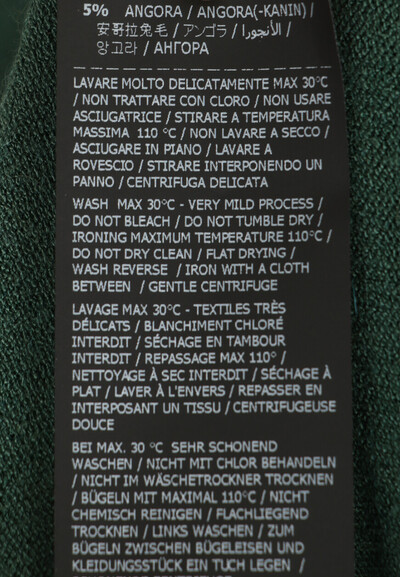 5% ANGORA / ANGORA(-KANIN) /
安哥拉兔毛 / アンゴラ / الأنجورا /
앙고라 / АНГОРА
LAVARE MOLTO DELICATAMENTE MAX 30°C
/ NON TRATTARE CON CLORO / NON USARE
ASCIUGATRICE / STIRARE A TEMPERATURA
MASSIMA 110 °C / NON LAVARE A SECCO /
ASCIUGARE IN PIANO / LAVARE A
ROVESCIO / STIRARE INTERPONENDO UN
PANNO / CENTRIFUGA DELICATA
WASH MAX 30°C - VERY MILD PROCESS /
DO NOT BLEACH / DO NOT TUMBLE DRY /
IRONING MAXIMUM TEMPERATURE 110°C /
DO NOT DRY CLEAN / FLAT DRYING /
WASH REVERSE / IRON WITH A CLOTH
BETWEEN / GENTLE CENTRIFUGE
LAVAGE MAX 30°C - TEXTILES TRÈS
DÉLICATS / BLANCHIMENT CHLORÉ
INTERDIT / SÉCHAGE EN TAMBOUR
INTERDIT / REPASSAGE MAX 110° /
NETTOYAGE À SEC INTERDIT / SÉCHAGE À
PLAT / LAVER À L'ENVERS / REPASSER EN
INTERPOSANT UN TISSU / CENTRIFUGEUSE
DOUCE
BEI MAX. 30 °C SEHR SCHONEND
WASCHEN / NICHT MIT CHLOR BEHANDELN
/ NICHT IM WÄSCHETROCKNER TROCKNEN
/ BÜGELN MIT MAXIMAL 110°C / NICHT
CHEMISCH REINIGEN / FLACHLIEGEND
TROCKNEN / LINKS WASCHEN / ZUM
BÜGELN ZWISCHEN BÜGELEISEN UND
KLEIDUNGSSTÜCK EIN TUCH LEGEN /